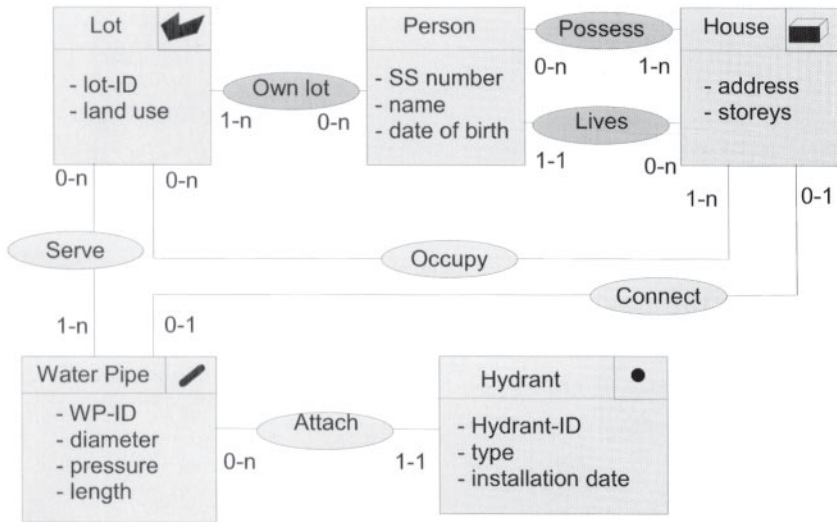 Lot
Person
Possess
House
- lot-ID
- land use
Own lot
1-n
0-n
- SS number
- name
- date of birth
0-n
1-n
Lives
1-1
0-n
- address
- storeys
0-n
0-n
1-n
0-1
Serve
Occupy
Connect
1-n
0-1
Water Pipe
- WP-ID
- diameter
- pressure
- length
Attach
0-n
1-1
Hydrant
- Hydrant-ID
- type
- installation date